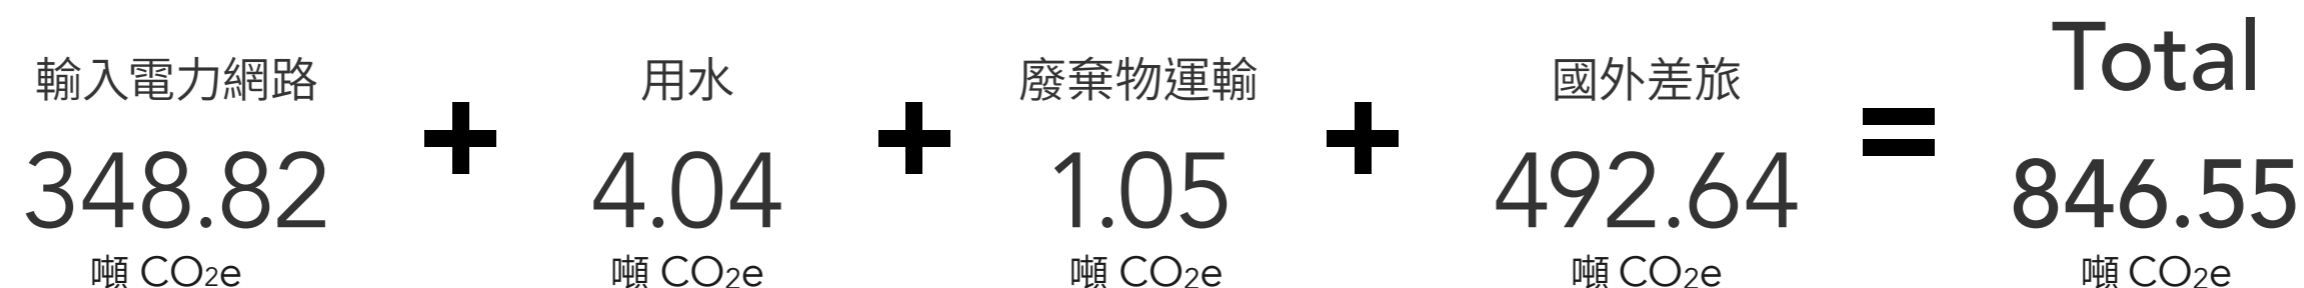 輸入電力網路 + 用水 + 廢棄物運輸 + 國外差旅 = Total
348.82 4.04 1.05 492.64 846.55
噸 CO2e 噸 CO2e 噸 CO2e 噸 CO2e 噸 CO2e